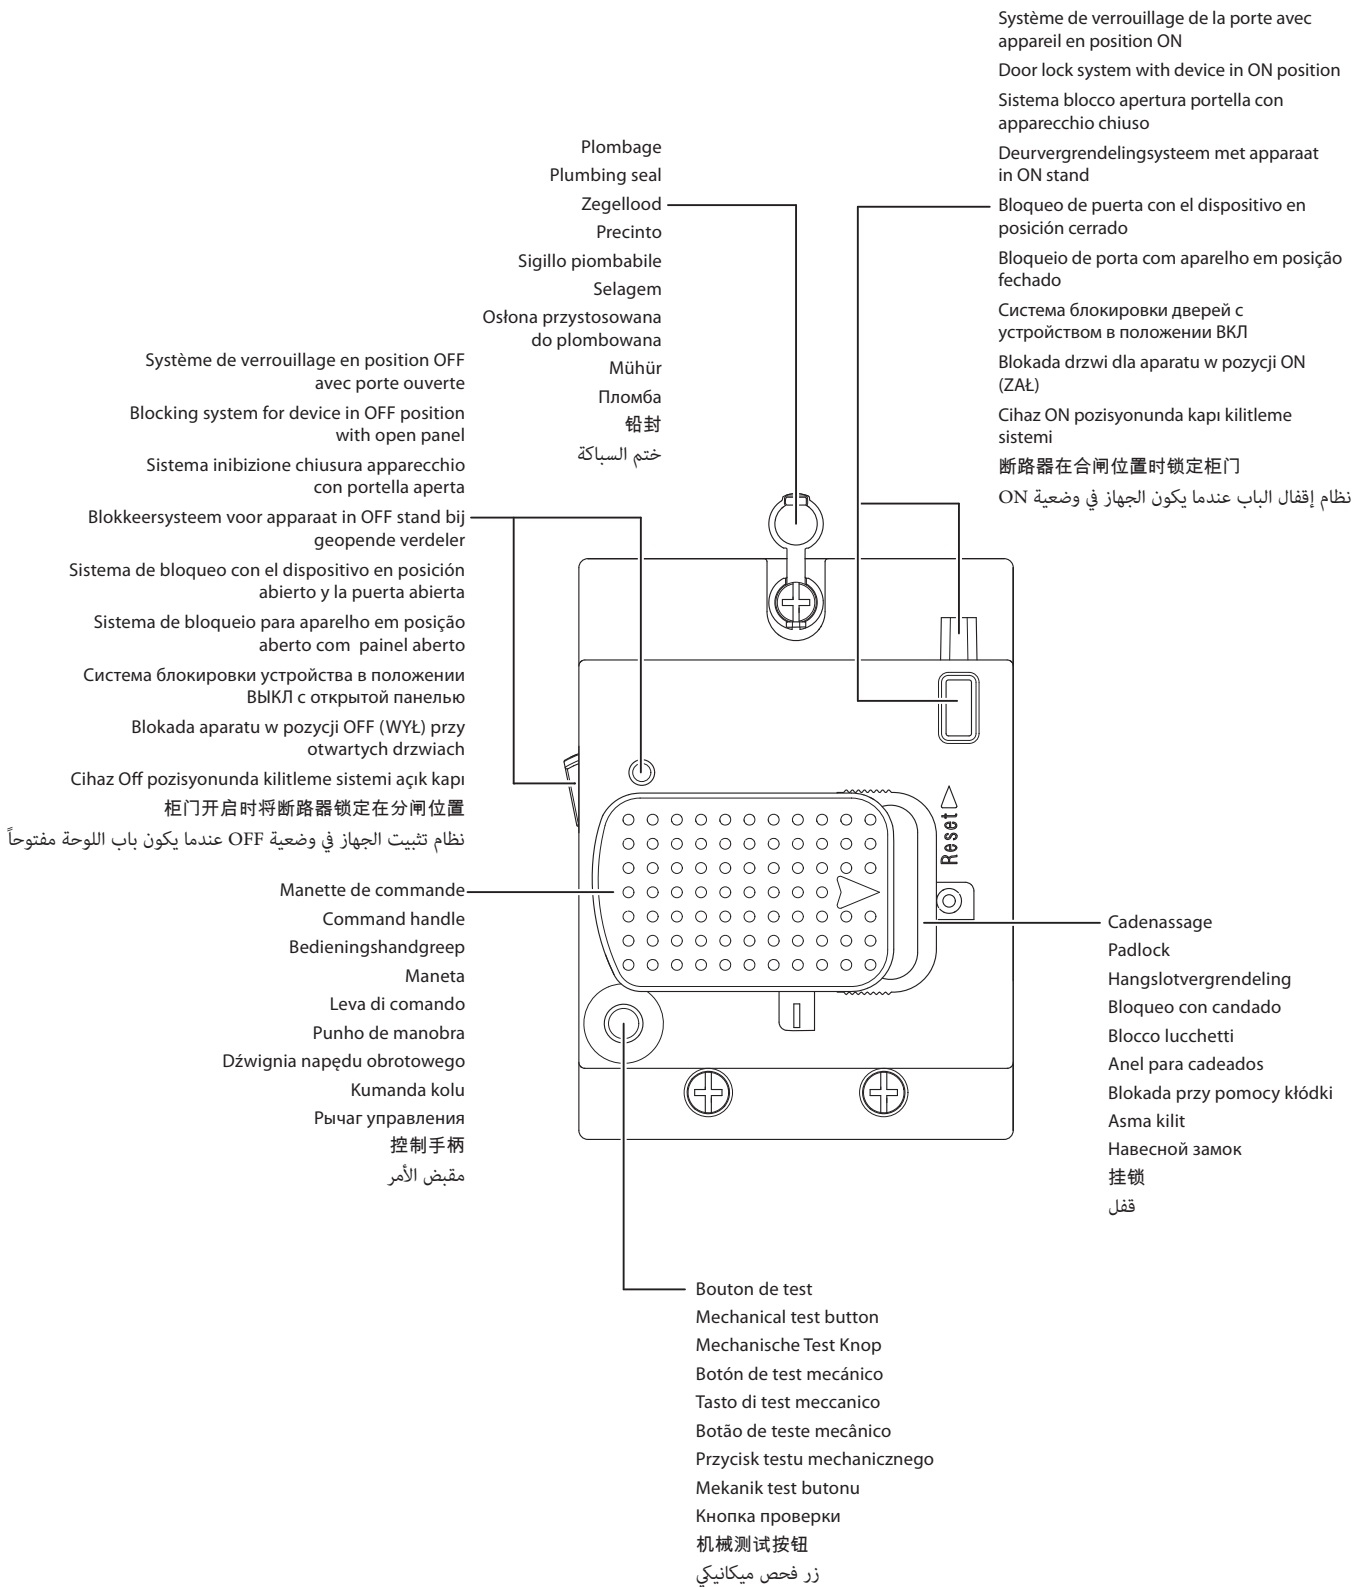 Système de verrouillage de la porte avec
appareil en position ON
Door lock system with device in ON position
Sistema blocco apertura portella con
apparecchio chiuso
Deurvergrendelingsysteem met apparaat
in ON stand
Bloqueo de puerta con el dispositivo en
posición cerrado
Bloqueio de porta com aparelho em posição
fechado
Система блокировки дверей с
устройством в положении ВКЛ
Blokada drzwi dla aparatu w pozycji ON
(ZAŁ)
Cihaz ON pozisyonunda kapı kilitleme
sistemi
断路器在合闸位置时锁定柜门
نظام إقفال الباب عندما يكون الجهاز في وضعية ON
Plombage
Plumbing seal
Zegellood
Precinto
Sigillo piombabile
Selagem
Osłona przystosowana
do plombowana
Mühür
Пломба
铅封
ختم السباكة
Système de verrouillage en position OFF
avec porte ouverte
Blocking system for device in OFF position
with open panel
Sistema inibizione chiusura apparecchio
con portella aperta
Blokkeersysteem voor apparaat in OFF stand bij
geopende verdeler
Sistema de bloqueo con el dispositivo en posición
abierto y la puerta abierta
Sistema de bloqueio para aparelho em posição
aberto com painel aberto
Система блокировки устройства в положении
ВЫКЛ с открытой панелью
Blokada aparatu w pozycji OFF (WYŁ) przy
otwartych drzwiach
Cihaz Off pozisyonunda kilitleme sistemi açık kapı
柜门开启时将断路器锁定在分闸位置
نظام تثبيت الجهاز في وضعية OFF عندما يكون باب اللوحة مفتوحاً
Manette de commande
Command handle
Bedieningshandgreep
Maneta
Leva di comando
Punho de manobra
Dźwignia napędu obrotowego
Kumanda kolu
Рычаг управления
控制手柄
مقبض الأمر
Reset
Cadenassage
Padlock
Hangslotvergrendeling
Bloqueo con candado
Blocco lucchetti
Anel para cadeados
Blokada przy pomocy kłódki
Asma kilit
Навесной замок
挂锁
قفل
Bouton de test
Mechanical test button
Mechanische Test Knop
Botón de test mecánico
Tasto di test meccanico
Botão de teste mecânico
Przycisk testu mechanicznego
Mekanik test butonu
Кнопка проверки
机械测试按钮
زر فحص ميكانيكي